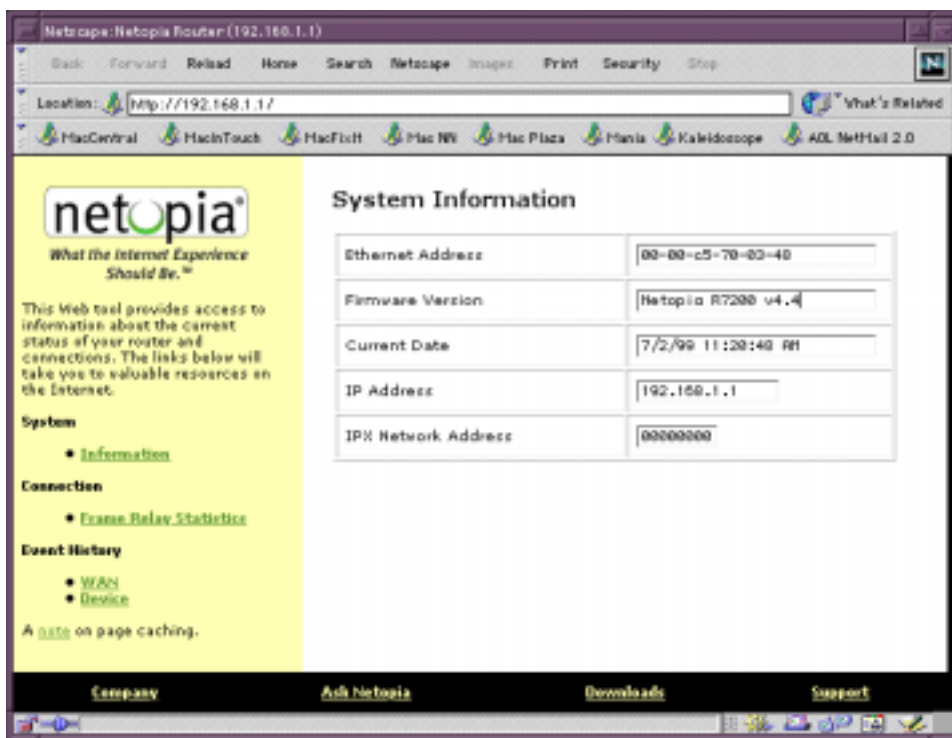 Netscape:Netopia Router (192.168.1.1)
Back Forward Reload Home Search Netscape Images Print Security Stop
N
Location: http://192.168.1.1/ What's Related
MacCentral MacInTouch MacFixIt Mac NN Mac Plaza Mania Kaleidoscope AOL NetMail 2.0
netopia®
What the Internet Experience
Should Be.™
This Web tool provides access to
information about the current
status of your router and
connections. The links below will
take you to valuable resources on
the Internet.
System
Information
Connection
Frame Relay Statistics
Event History
WAN
Device
A note on page caching.
System Information
Ethernet Address 00-00-c5-70-03-48
Firmware Version Netopia R7200 v4.4
Current Date 7/2/99 11:20:48 AM
IP Address 192.168.1.1
IPX Network Address 00000000
Company Ask Netopia Downloads Support